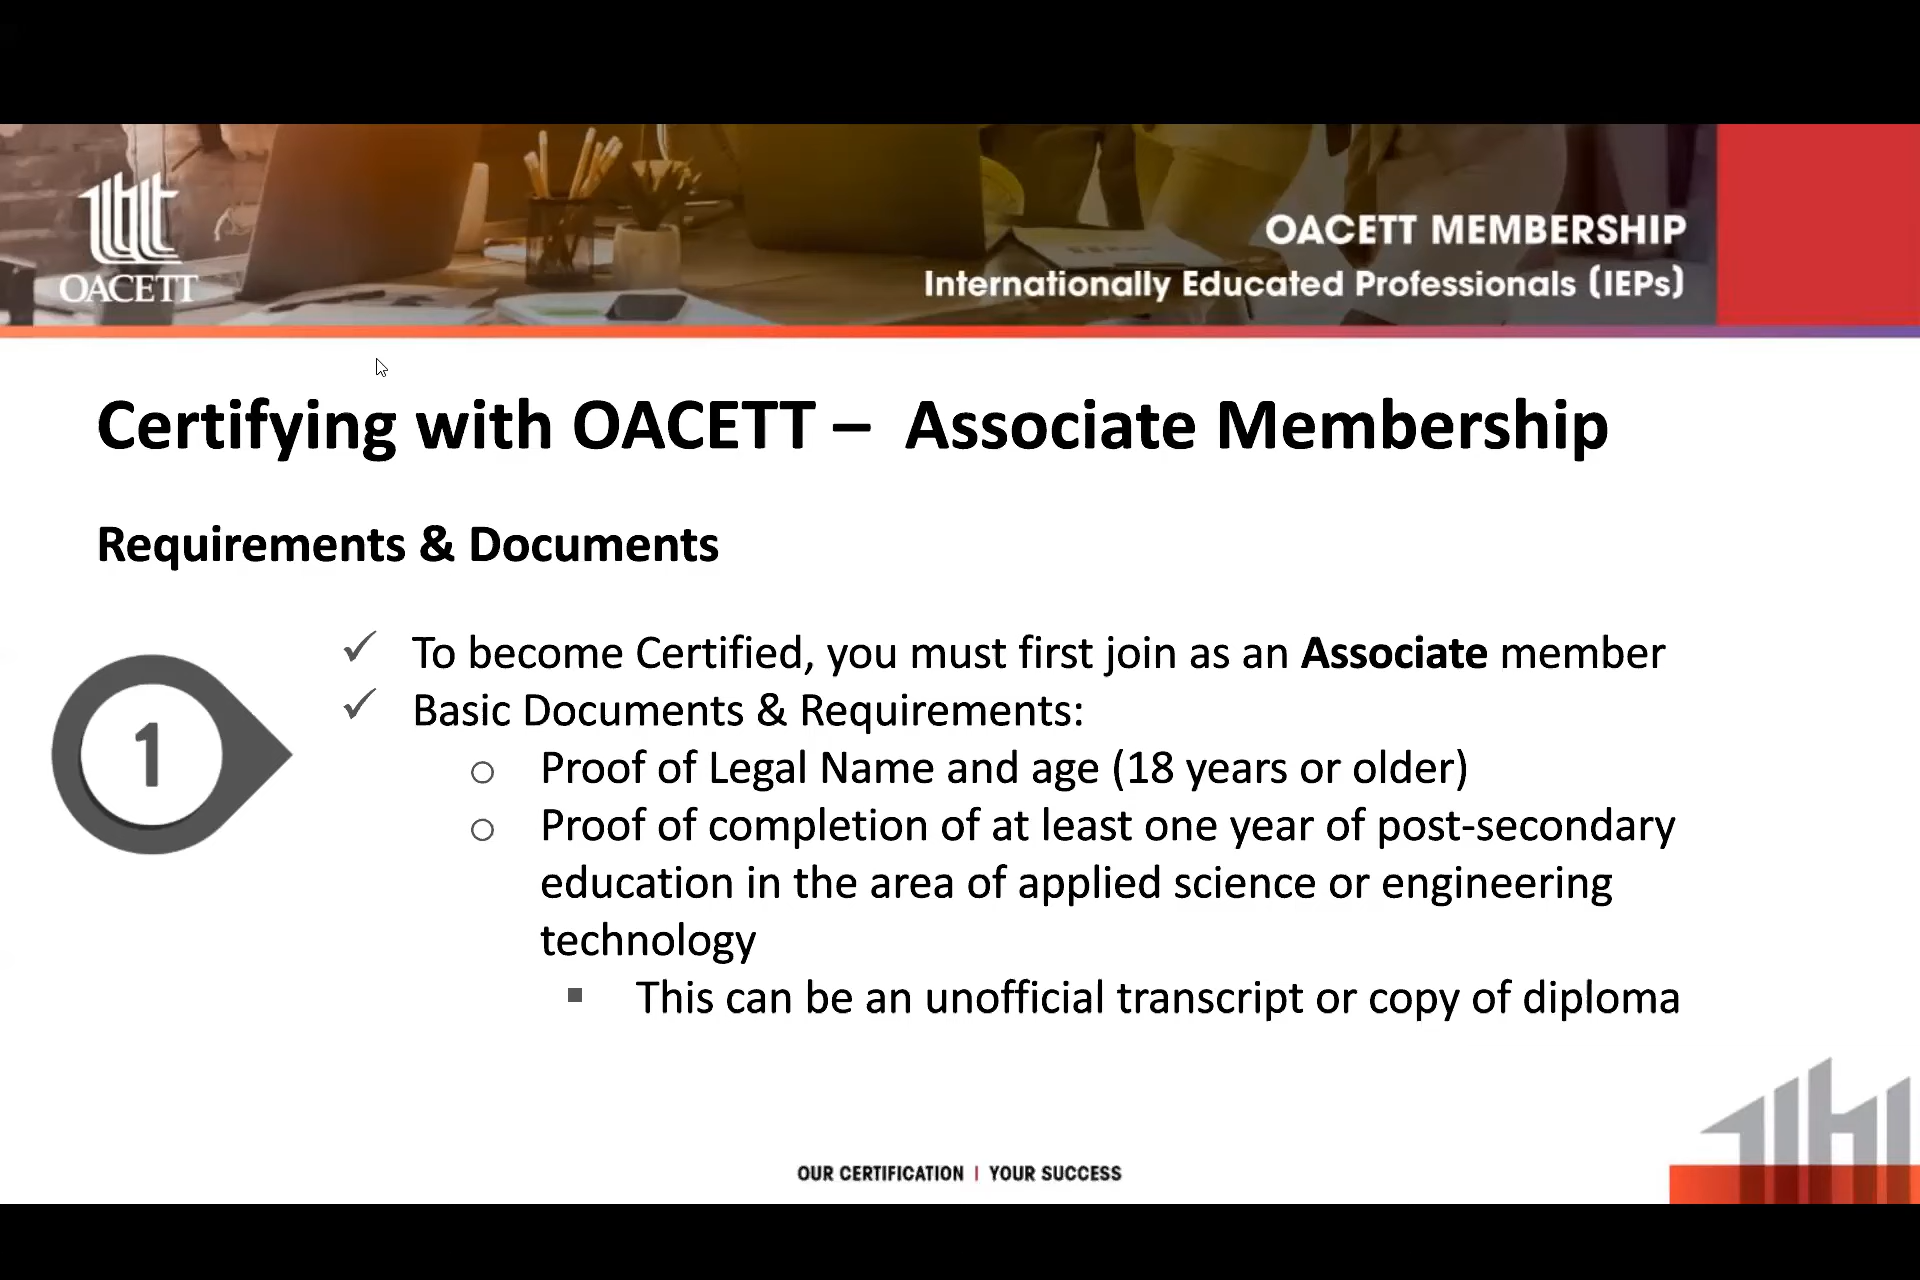 OACETT
OACETT MEMBERSHIP
Internationally Educated Professionals (IEPs)
Certifying with OACETT – Associate Membership
Requirements & Documents
1
✓ To become Certified, you must first join as an Associate member
✓ Basic Documents & Requirements:
○ Proof of Legal Name and age (18 years or older)
○ Proof of completion of at least one year of post-secondary
education in the area of applied science or engineering
technology
▪ This can be an unofficial transcript or copy of diploma
OUR CERTIFICATION | YOUR SUCCESS